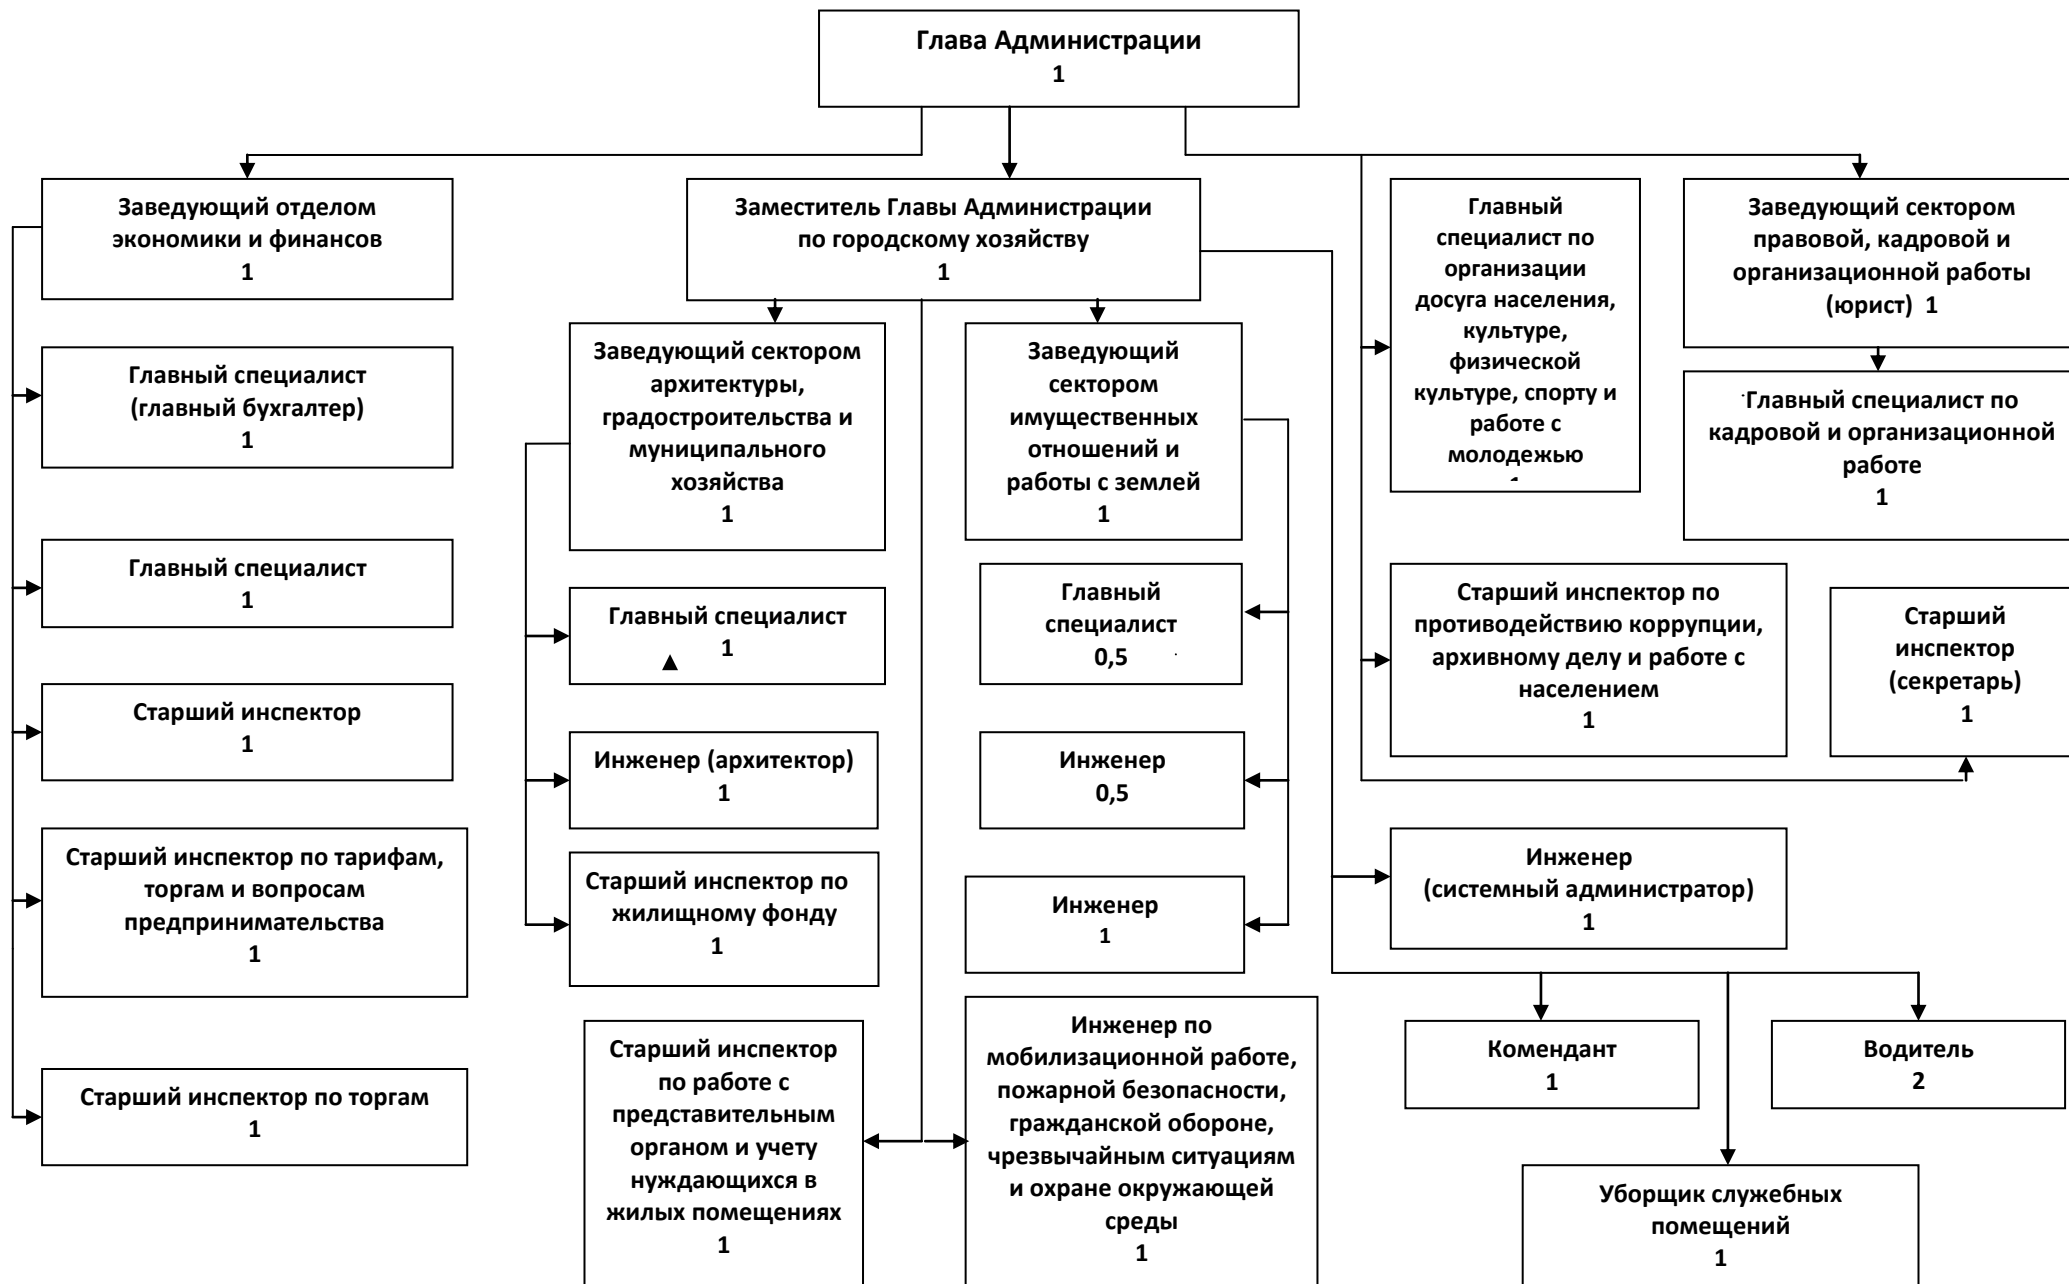 Глава Администрации
1
Заведующий отделом
экономики и финансов
1
Главный специалист
(главный бухгалтер)
1
Главный специалист
1
Старший инспектор
1
Старший инспектор по тарифам,
торгам и вопросам
предпринимательства
1
Старший инспектор по торгам
1
Заместитель Главы Администрации
по городскому хозяйству
1
Заведующий сектором
архитектуры,
градостроительства и
муниципального
хозяйства
1
Главный специалист
1
Инженер (архитектор)
1
Старший инспектор по
жилищному фонду
1
Старший инспектор
по работе с
представительным
органом и учету
нуждающихся в
жилых помещениях
1
Заведующий
сектором
имущественных
отношений и
работы с землей
1
Главный
специалист
0,5
Инженер
0,5
Инженер
1
Инженер по
мобилизационной работе,
пожарной безопасности,
гражданской обороне,
чрезвычайным ситуациям
и охране окружающей
среды
1
Главный
специалист по
организации
досуга населения,
культуре,
физической
культуре, спорту и
работе с
молодежью
1
Заведующий сектором
правовой, кадровой и
организационной работы
(юрист) 1
Главный специалист по
кадровой и организационной
работе
1
Старший инспектор по
противодействию коррупции,
архивному делу и работе с
населением
1
Старший
инспектор
(секретарь)
1
Инженер
(системный администратор)
1
Комендант
1
Водитель
2
Уборщик служебных
помещений
1